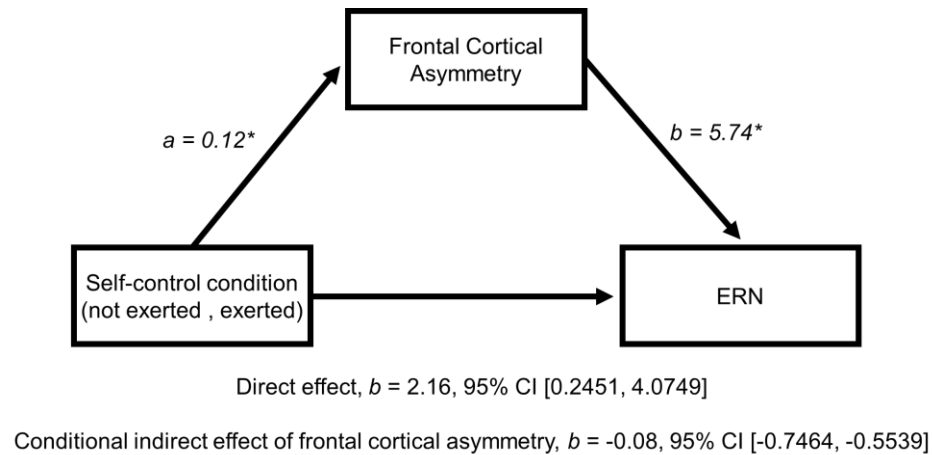 Frontal Cortical
Asymmetry
a = 0.12*
b = 5.74*
Self-control condition
(not exerted , exerted)
ERN
Direct effect, b = 2.16, 95% CI [0.2451, 4.0749]
Conditional indirect effect of frontal cortical asymmetry, b = -0.08, 95% CI [-0.7464, -0.5539]